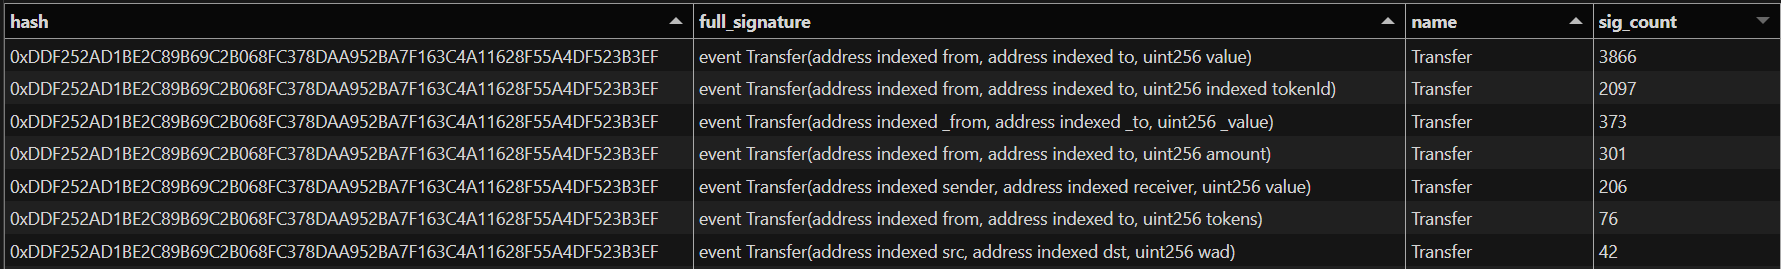 hash full_signature name sig_count
0xDDF252AD1BE2C89B69C2B068FC378DAA952BA7F163C4A11628F55A4DF523B3EF event Transfer(address indexed from, address indexed to, uint256 value) Transfer 3866
0xDDF252AD1BE2C89B69C2B068FC378DAA952BA7F163C4A11628F55A4DF523B3EF event Transfer(address indexed from, address indexed to, uint256 indexed tokenId) Transfer 2097
0xDDF252AD1BE2C89B69C2B068FC378DAA952BA7F163C4A11628F55A4DF523B3EF event Transfer(address indexed _from, address indexed _to, uint256 _value) Transfer 373
0xDDF252AD1BE2C89B69C2B068FC378DAA952BA7F163C4A11628F55A4DF523B3EF event Transfer(address indexed from, address indexed to, uint256 amount) Transfer 301
0xDDF252AD1BE2C89B69C2B068FC378DAA952BA7F163C4A11628F55A4DF523B3EF event Transfer(address indexed sender, address indexed receiver, uint256 value) Transfer 206
0xDDF252AD1BE2C89B69C2B068FC378DAA952BA7F163C4A11628F55A4DF523B3EF event Transfer(address indexed from, address indexed to, uint256 tokens) Transfer 76
0xDDF252AD1BE2C89B69C2B068FC378DAA952BA7F163C4A11628F55A4DF523B3EF event Transfer(address indexed src, address indexed dst, uint256 wad) Transfer 42